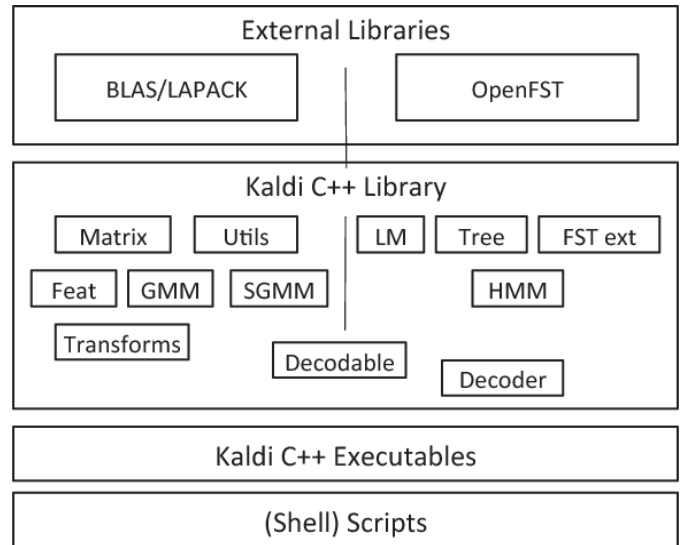 External Libraries
BLAS/LAPACK OpenFST
Kaldi C++ Library
Matrix Utils LM Tree FST ext
Feat GMM SGMM HMM
Transforms
Decodable
Decoder
Kaldi C++ Executables
(Shell) Scripts